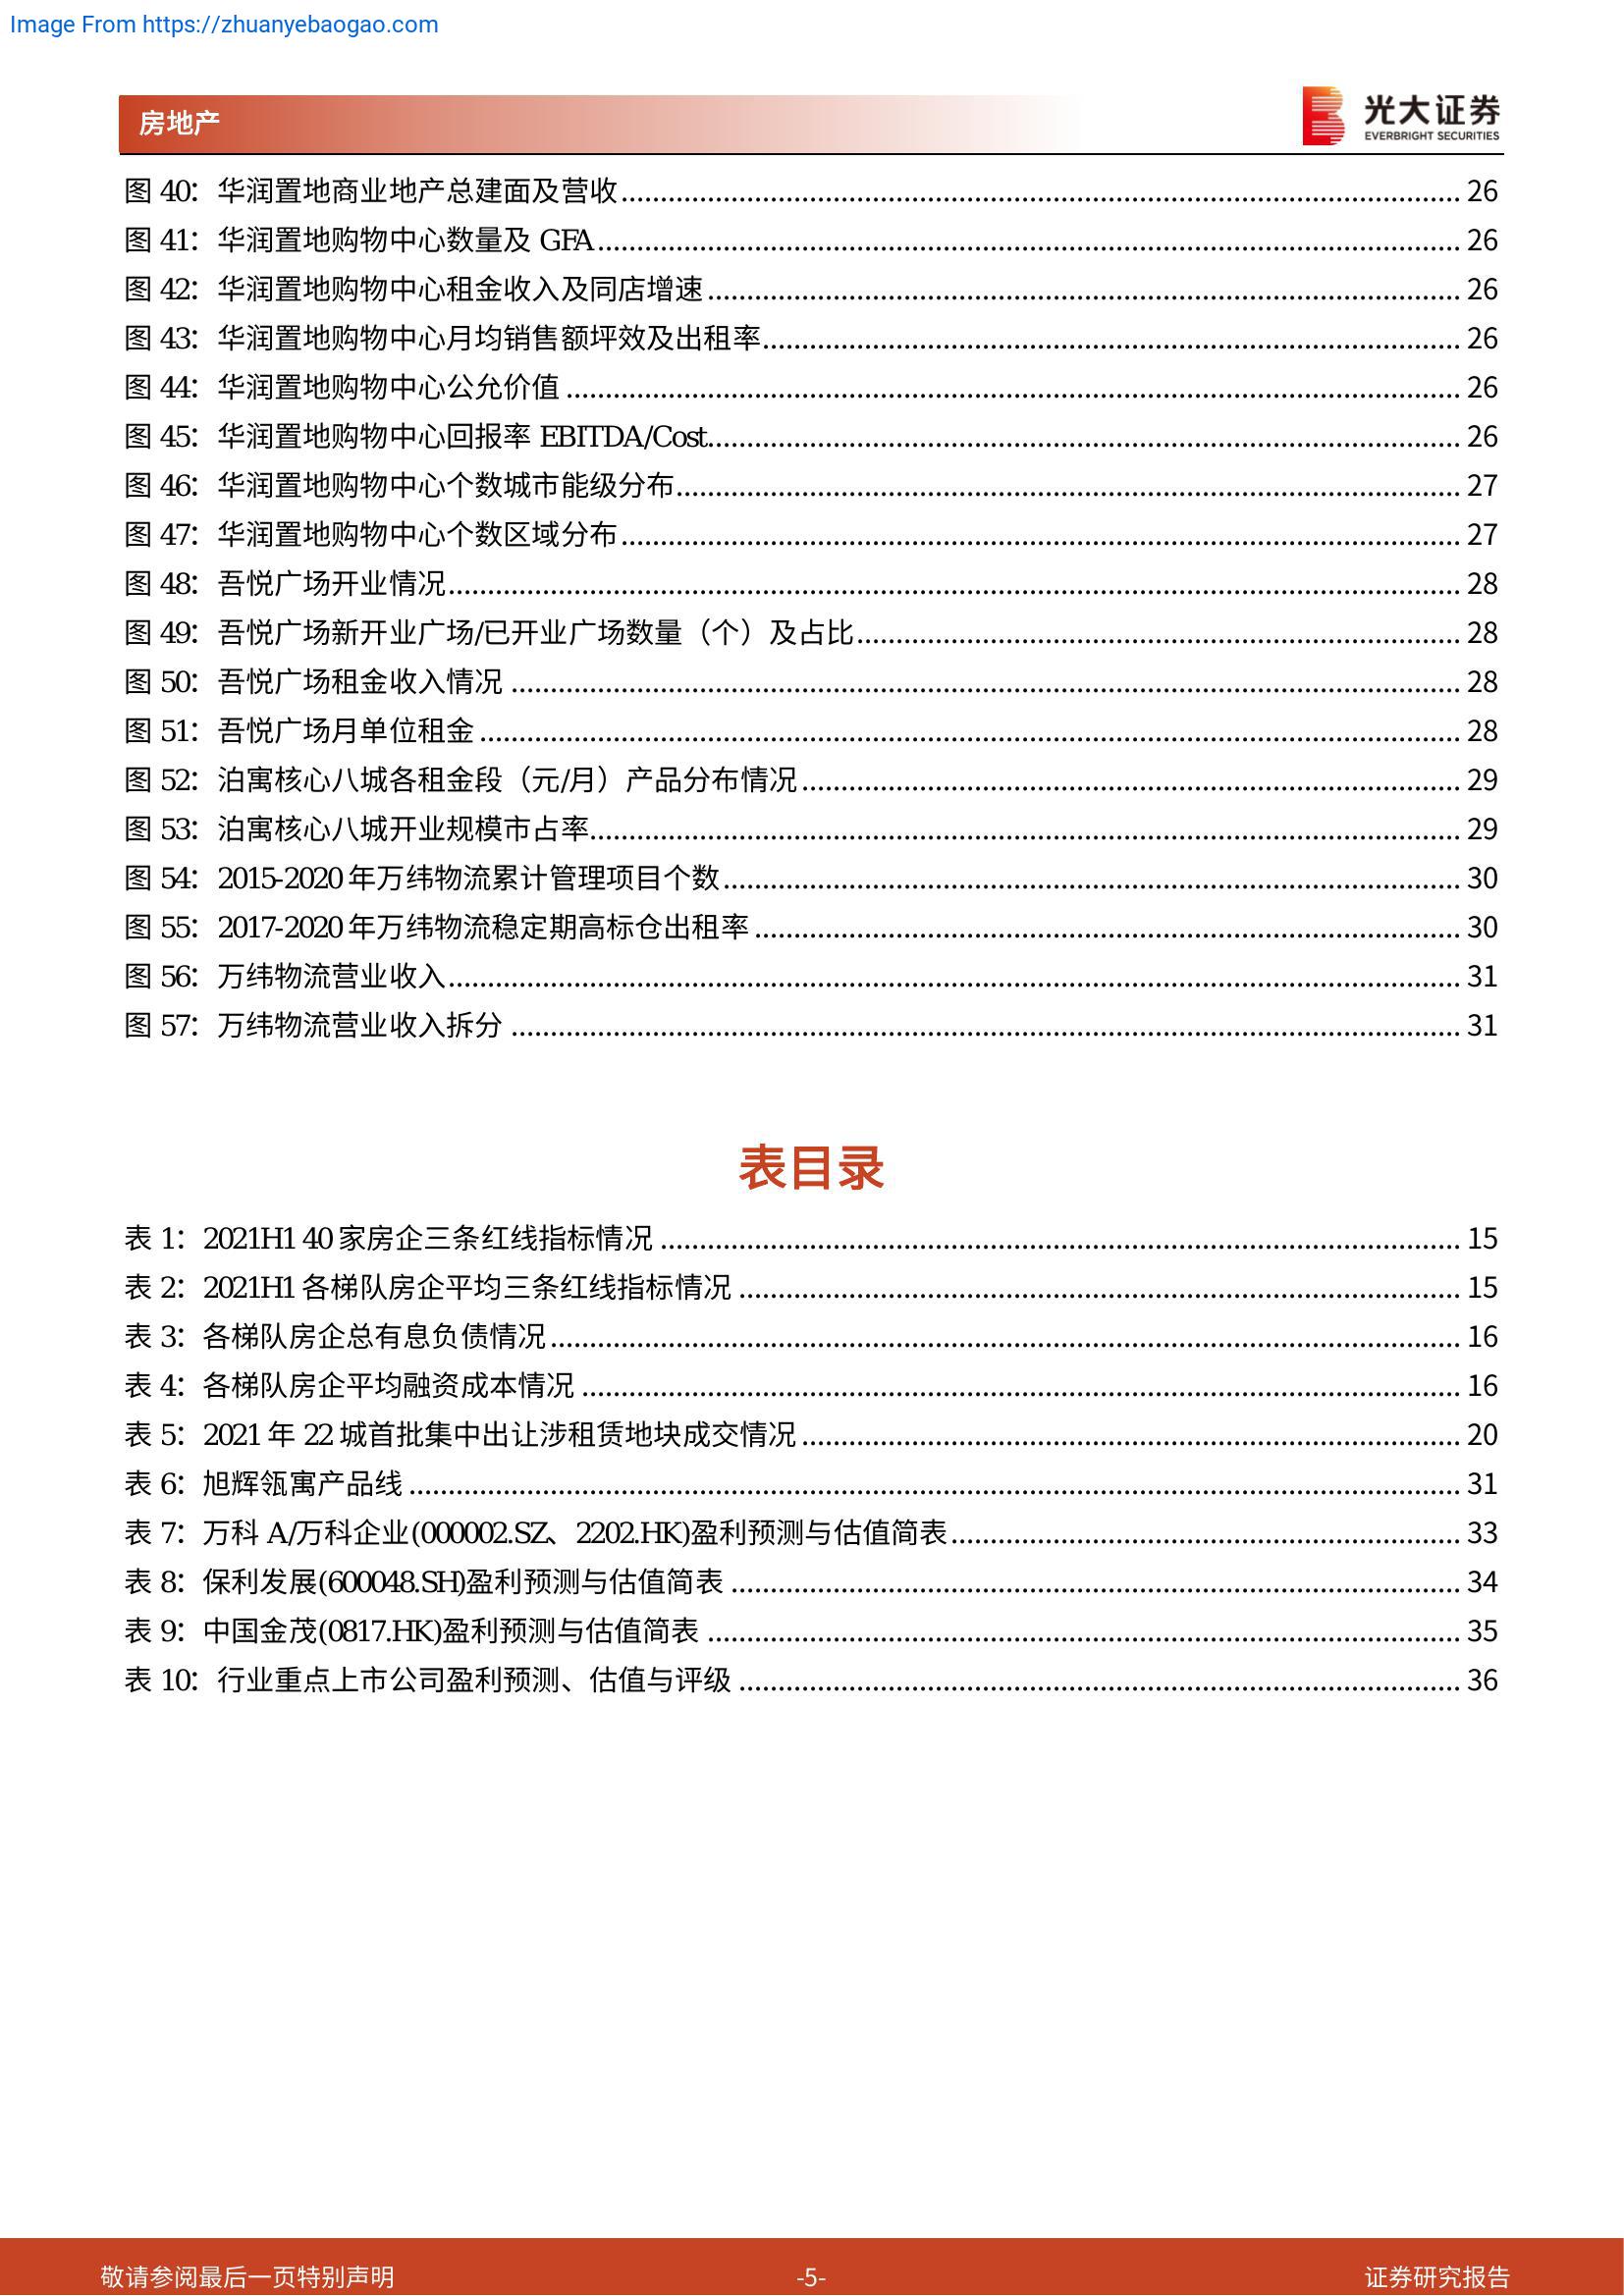 Image From https://zhuanyebaogao.com
房地产
光大证券
EVERBRIGHT SECURITIES
图 40：华润置地商业地产总建面及营收 26
图 41：华润置地购物中心数量及 GFA 26
图 42：华润置地购物中心租金收入及同店增速 26
图 43：华润置地购物中心月均销售额坪效及出租率 26
图 44：华润置地购物中心公允价值 26
图 45：华润置地购物中心回报率 EBITDA/Cost 26
图 46：华润置地购物中心个数城市能级分布 27
图 47：华润置地购物中心个数区域分布 27
图 48：吾悦广场开业情况 28
图 49：吾悦广场新开业广场/已开业广场数量（个）及占比 28
图 50：吾悦广场租金收入情况 28
图 51：吾悦广场月单位租金 28
图 52：泊寓核心八城各租金段（元/月）产品分布情况 29
图 53：泊寓核心八城开业规模市占率 29
图 54：2015-2020 年万纬物流累计管理项目个数 30
图 55：2017-2020 年万纬物流稳定期高标仓出租率 30
图 56：万纬物流营业收入 31
图 57：万纬物流营业收入拆分 31
表目录
表 1：2021H1 40 家房企三条红线指标情况 15
表 2：2021H1 各梯队房企平均三条红线指标情况 15
表 3：各梯队房企总有息负债情况 16
表 4：各梯队房企平均融资成本情况 16
表 5：2021 年 22 城首批集中出让涉租赁地块成交情况 20
表 6：旭辉瓴寓产品线 31
表 7：万科 A/万科企业(000002.SZ、2202.HK)盈利预测与估值简表 33
表 8：保利发展(600048.SH)盈利预测与估值简表 34
表 9：中国金茂(0817.HK)盈利预测与估值简表 35
表 10：行业重点上市公司盈利预测、估值与评级 36
敬请参阅最后一页特别声明 -5- 证券研究报告